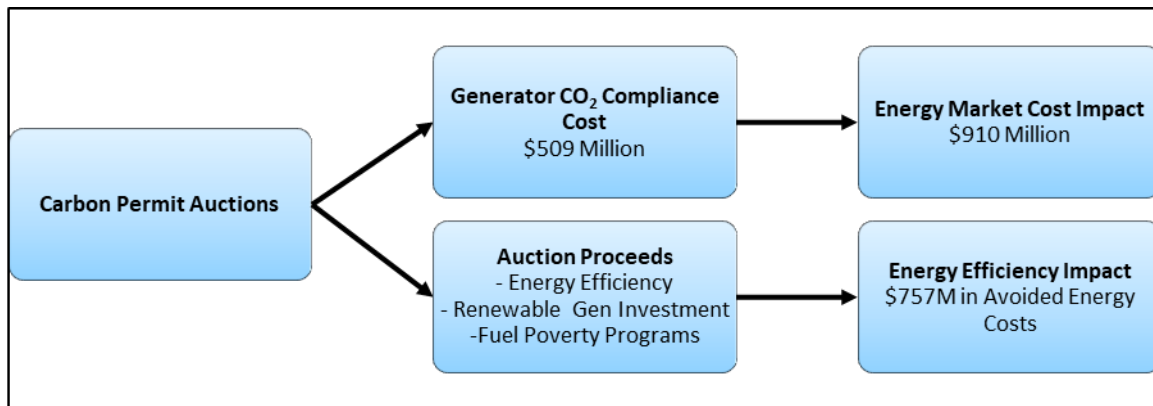 Carbon Permit Auctions
Generator CO₂ Compliance
Cost
$509 Million
Energy Market Cost Impact
$910 Million
Auction Proceeds
- Energy Efficiency
- Renewable  Gen Investment
-Fuel Poverty Programs
Energy Efficiency Impact
$757M in Avoided Energy
Costs